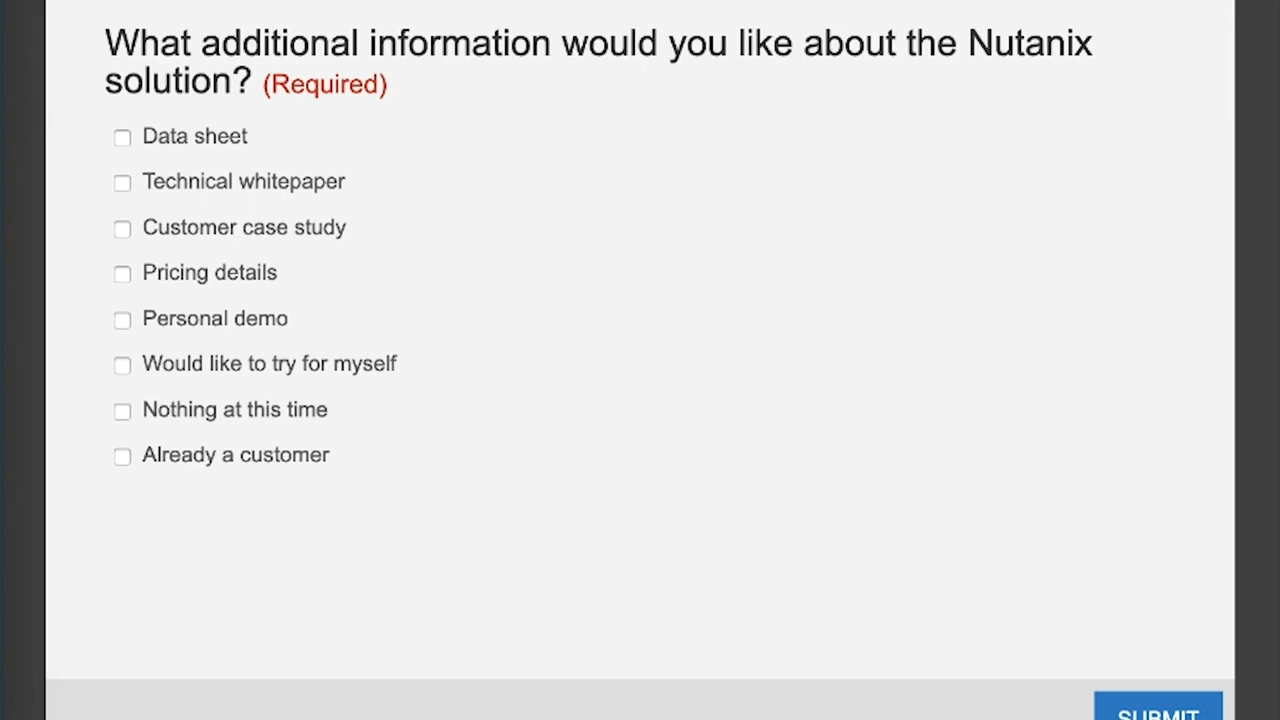 What additional information would you like about the Nutanix
solution? (Required)
Data sheet
Technical whitepaper
Customer case study
Pricing details
Personal demo
Would like to try for myself
Nothing at this time
Already a customer
SUBMIT